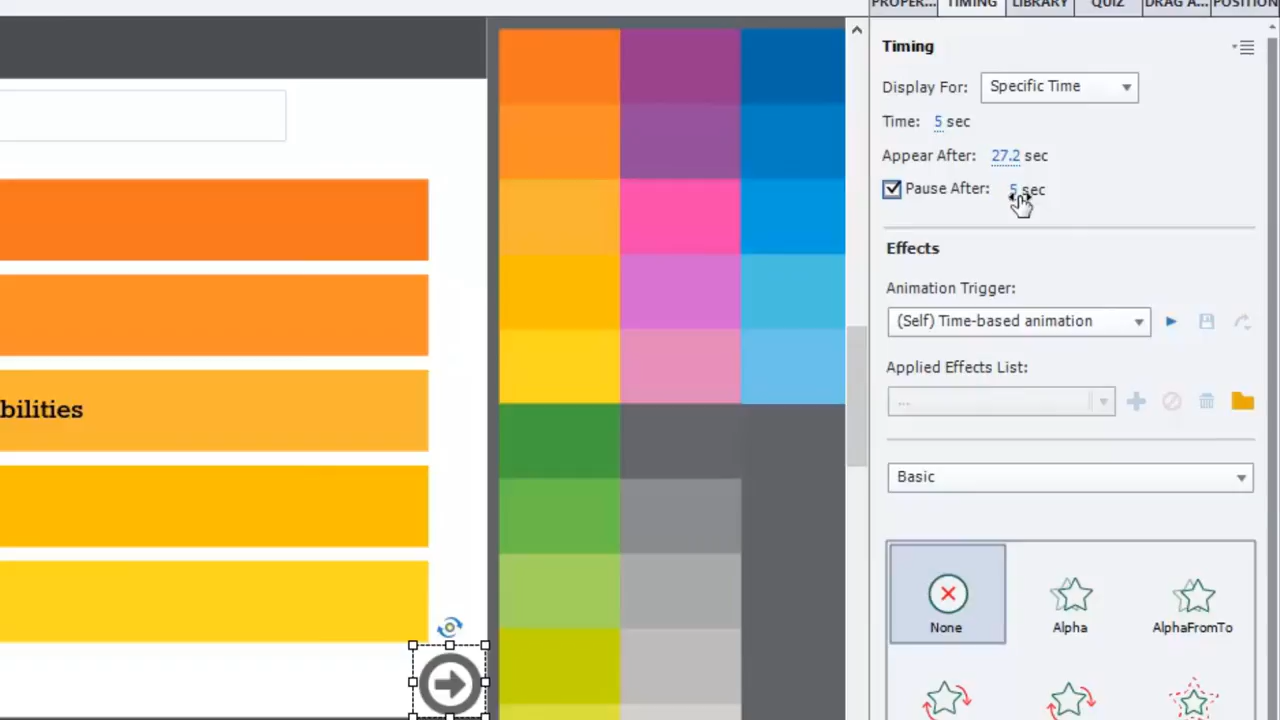 PROPER... TIMING LIBRARY QUIZ DRAG A... POSITION
Timing
Display For: Specific Time
Time: 5 sec
Appear After: 27.2 sec
Pause After: 5 sec
Effects
Animation Trigger:
(Self) Time-based animation
Applied Effects List:
...
bilities
Basic
None Alpha AlphaFromTo